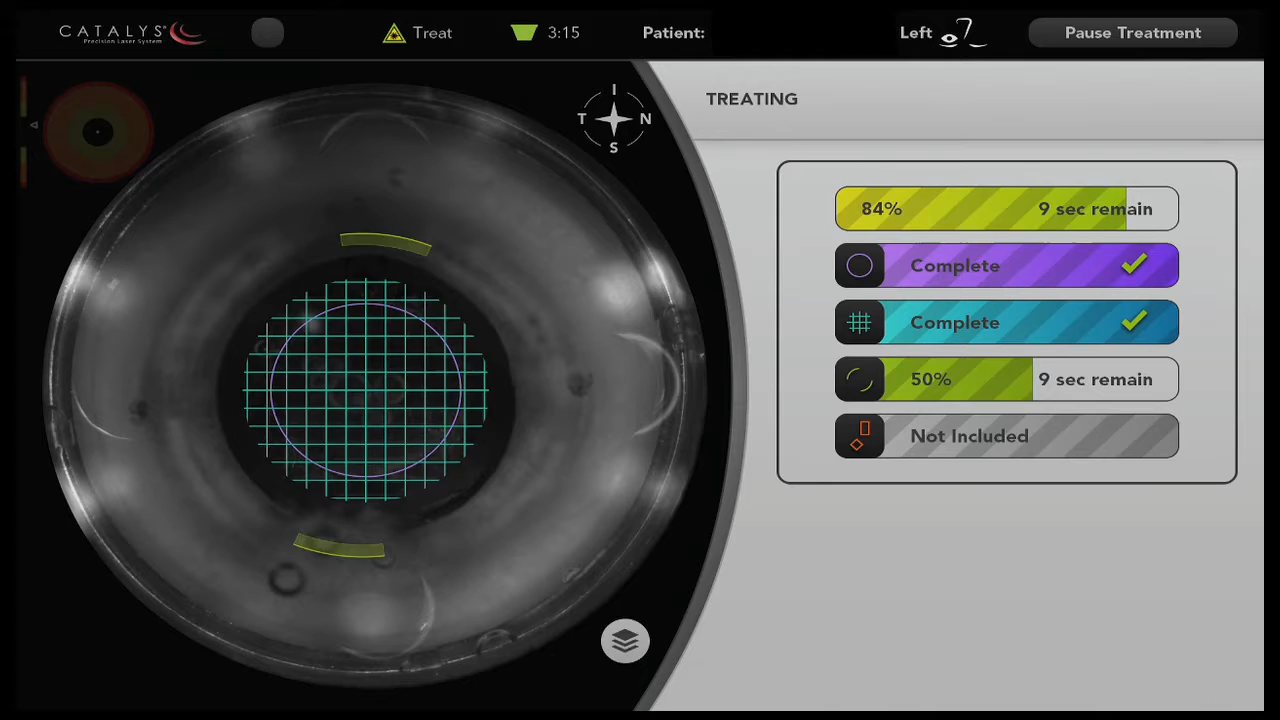 CATALYS®
Precision Laser System
Treat
3:15
Patient:
Left
Pause Treatment
I
T
N
S
TREATING
84% 9 sec remain
Complete
Complete
50% 9 sec remain
Not Included